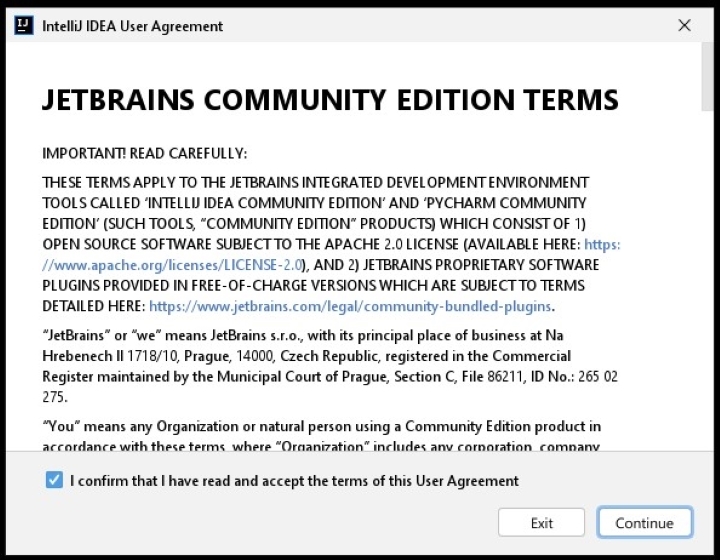 IJ
IntelliJ IDEA User Agreement
JETBRAINS COMMUNITY EDITION TERMS
IMPORTANT! READ CAREFULLY:
THESE TERMS APPLY TO THE JETBRAINS INTEGRATED DEVELOPMENT ENVIRONMENT
TOOLS CALLED ‘INTELLIJ IDEA COMMUNITY EDITION’ AND ‘PYCHARM COMMUNITY
EDITION’ (SUCH TOOLS, “COMMUNITY EDITION” PRODUCTS) WHICH CONSIST OF 1)
OPEN SOURCE SOFTWARE SUBJECT TO THE APACHE 2.0 LICENSE (AVAILABLE HERE: https:
//www.apache.org/licenses/LICENSE-2.0), AND 2) JETBRAINS PROPRIETARY SOFTWARE
PLUGINS PROVIDED IN FREE-OF-CHARGE VERSIONS WHICH ARE SUBJECT TO TERMS
DETAILED HERE: https://www.jetbrains.com/legal/community-bundled-plugins.
“JetBrains” or “we” means JetBrains s.r.o., with its principal place of business at Na
Hrebenech II 1718/10, Prague, 14000, Czech Republic, registered in the Commercial
Register maintained by the Municipal Court of Prague, Section C, File 86211, ID No.: 265 02
275.
“You” means any Organization or natural person using a Community Edition product in
accordance with these terms, where “Organization” includes any corporation, company
I confirm that I have read and accept the terms of this User Agreement
Exit
Continue